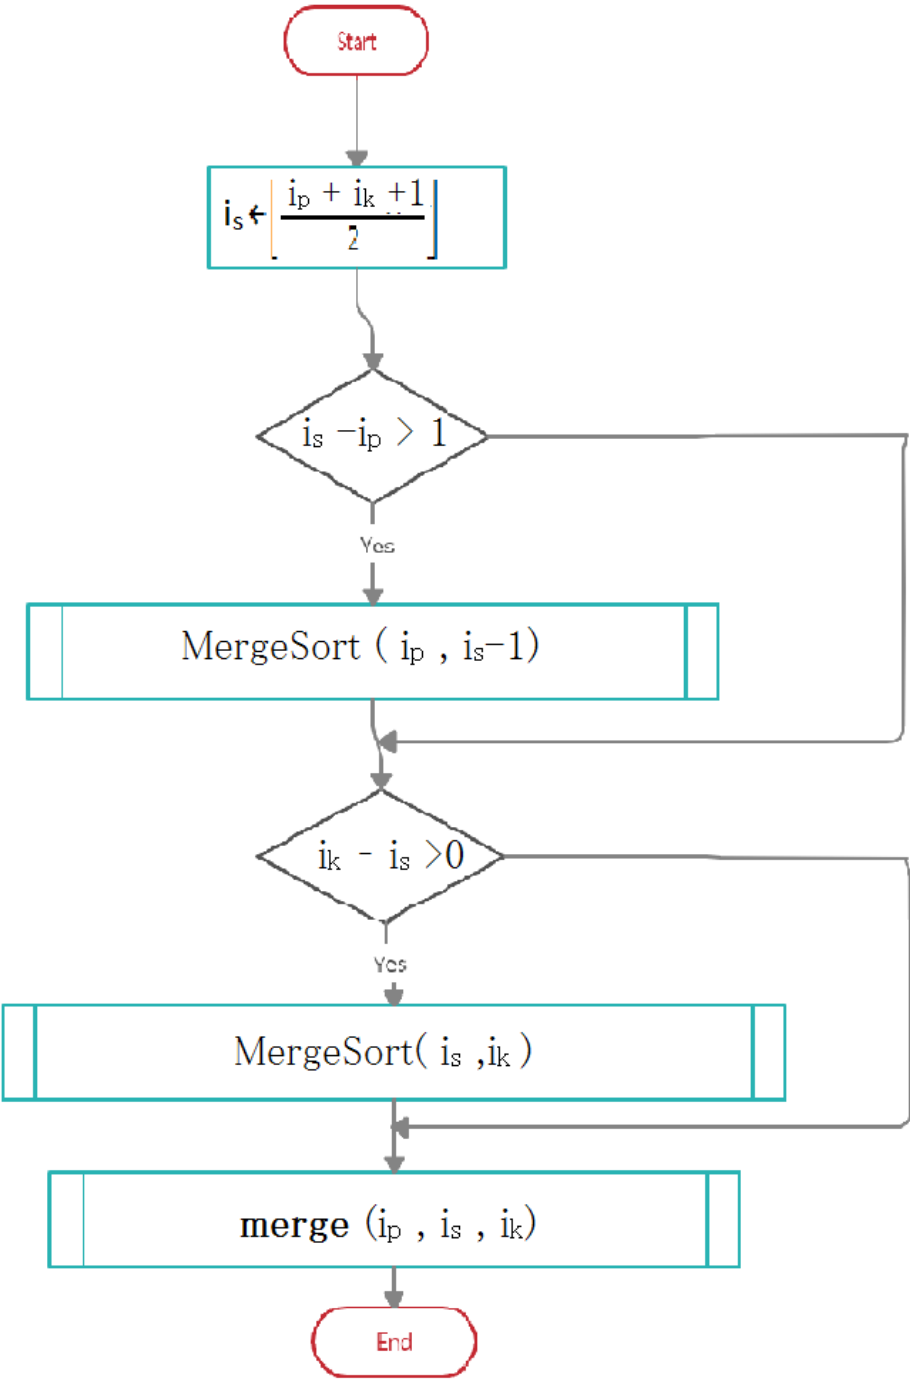 Start
iₛ ← ⌊(iₚ + iₖ +1)/2⌋
iₛ −iₚ > 1
Yes
MergeSort ( iₚ , iₛ−1)
iₖ − iₛ >0
Yes
MergeSort( iₛ ,iₖ )
merge (iₚ , iₛ , iₖ)
End